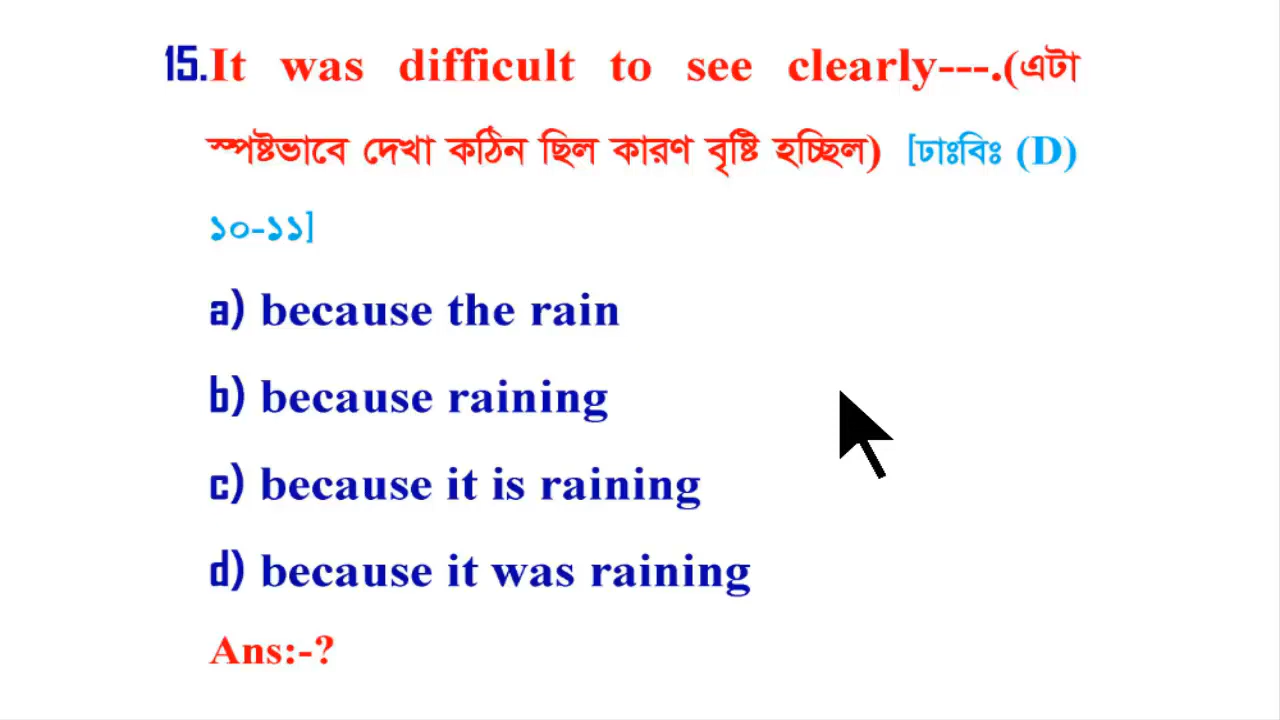 15.It was difficult to see clearly---.(এটা
স্পষ্টভাবে দেখা কঠিন ছিল কারণ বৃষ্টি হচ্ছিল) [ঢাঃবিঃ (D)
১০-১১]
a) because the rain
b) because raining
c) because it is raining
d) because it was raining
Ans:-?